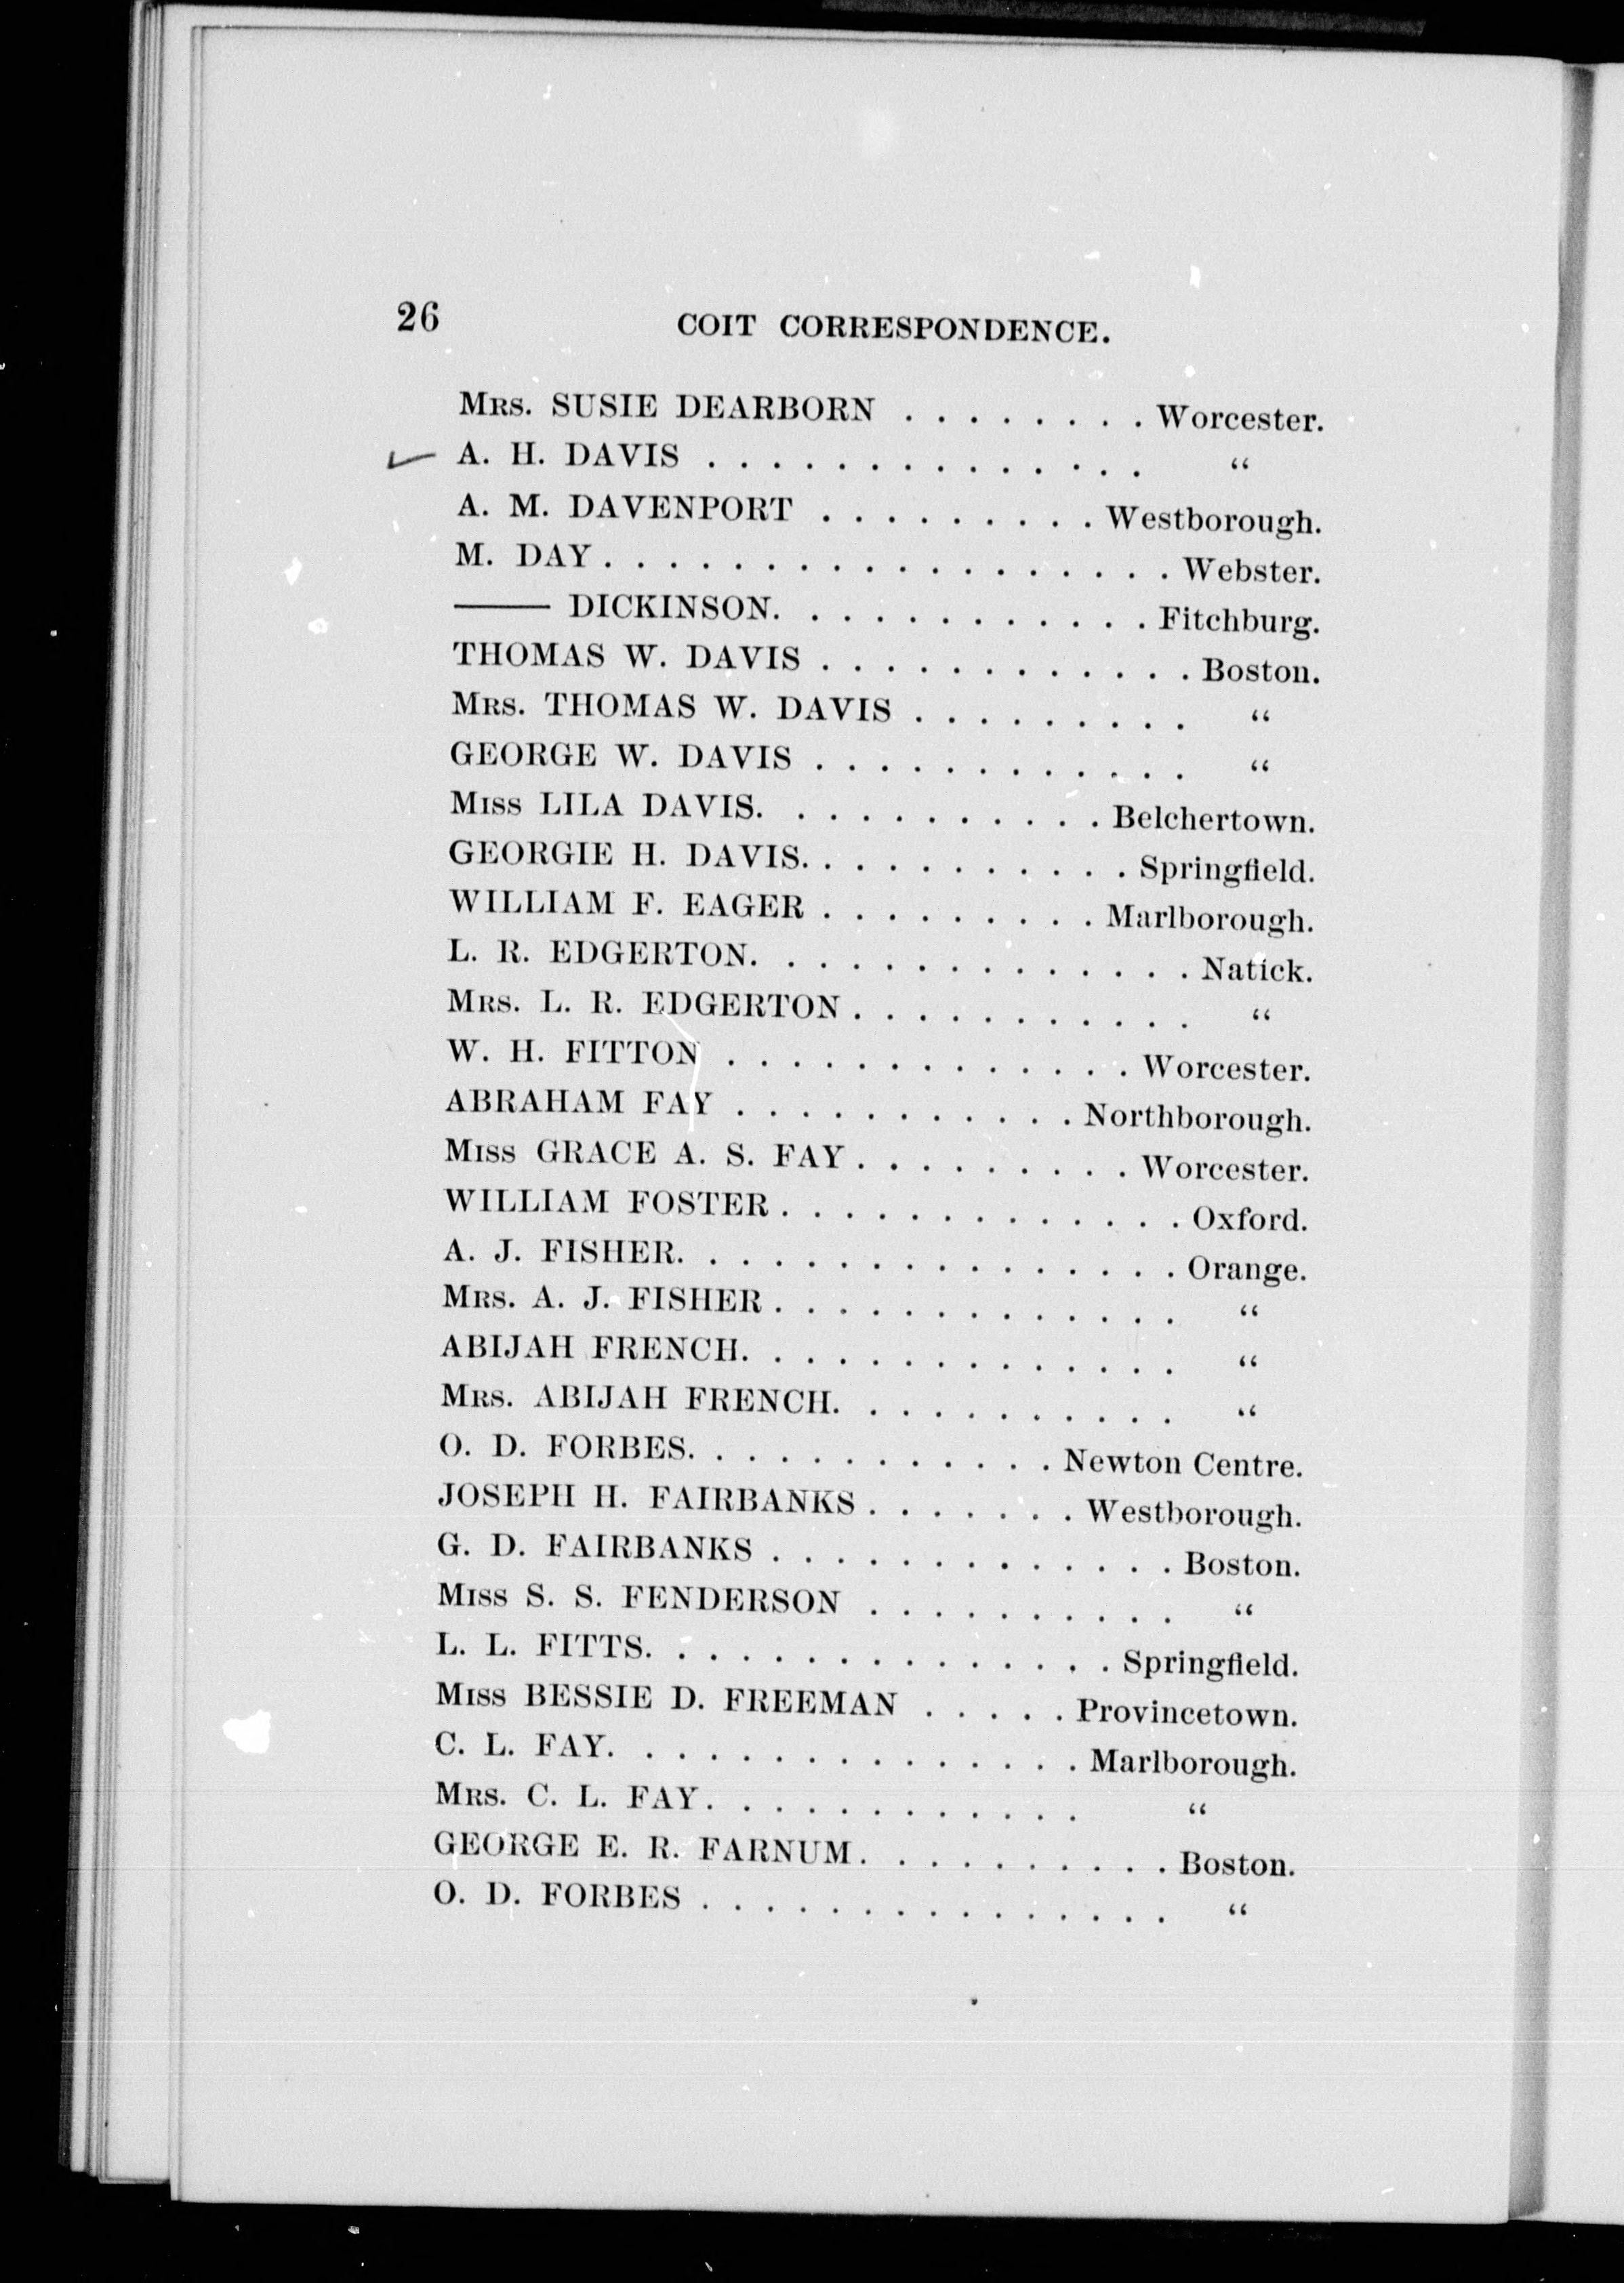 26 COIT CORRESPONDENCE.
Mrs. SUSIE DEARBORN . . . . . . . . Worcester.
A. H. DAVIS . . . . . . . . . . . . . . “
A. M. DAVENPORT . . . . . . . . . Westborough.
M. DAY . . . . . . . . . . . . . . . . . . Webster.
——— DICKINSON. . . . . . . . . . . . Fitchburg.
THOMAS W. DAVIS . . . . . . . . . . . . Boston.
Mrs. THOMAS W. DAVIS . . . . . . . . . “
GEORGE W. DAVIS . . . . . . . . . . . . “
Miss LILA DAVIS. . . . . . . . . . . Belchertown.
GEORGIE H. DAVIS. . . . . . . . . . . Springfield.
WILLIAM F. EAGER . . . . . . . . . Marlborough.
L. R. EDGERTON. . . . . . . . . . . . . . Natick.
Mrs. L. R. EDGERTON . . . . . . . . . . . “
W. H. FITTON . . . . . . . . . . . . . Worcester.
ABRAHAM FAY . . . . . . . . . . . Northborough.
Miss GRACE A. S. FAY . . . . . . . . . Worcester.
WILLIAM FOSTER . . . . . . . . . . . . . Oxford.
A. J. FISHER. . . . . . . . . . . . . . . . Orange.
Mrs. A. J. FISHER . . . . . . . . . . . . . “
ABIJAH FRENCH. . . . . . . . . . . . . . “
Mrs. ABIJAH FRENCH. . . . . . . . . . . “
O. D. FORBES. . . . . . . . . . . . Newton Centre.
JOSEPH H. FAIRBANKS . . . . . . . Westborough.
G. D. FAIRBANKS . . . . . . . . . . . . . Boston.
Miss S. S. FENDERSON . . . . . . . . . . “
L. L. FITTS. . . . . . . . . . . . . . . Springfield.
Miss BESSIE D. FREEMAN . . . . . Provincetown.
C. L. FAY. . . . . . . . . . . . . . . Marlborough.
Mrs. C. L. FAY. . . . . . . . . . . . “
GEORGE E. R. FARNUM. . . . . . . . . . Boston.
O. D. FORBES . . . . . . . . . . . . . . . “